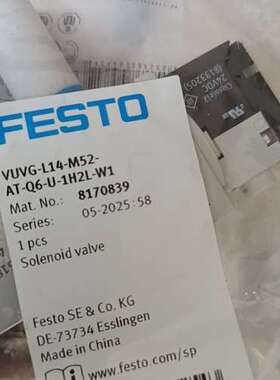 FESTO
VUVG-L14-M52-
AT-Q6-U-1H2L-W1
Mat. No.: 8170839
Series: 05-2025:58
1 pcs
Solenoid valve
Festo SE & Co. KG
DE-73734 Esslingen
Made in China
www.festo.com/sp
24VDC